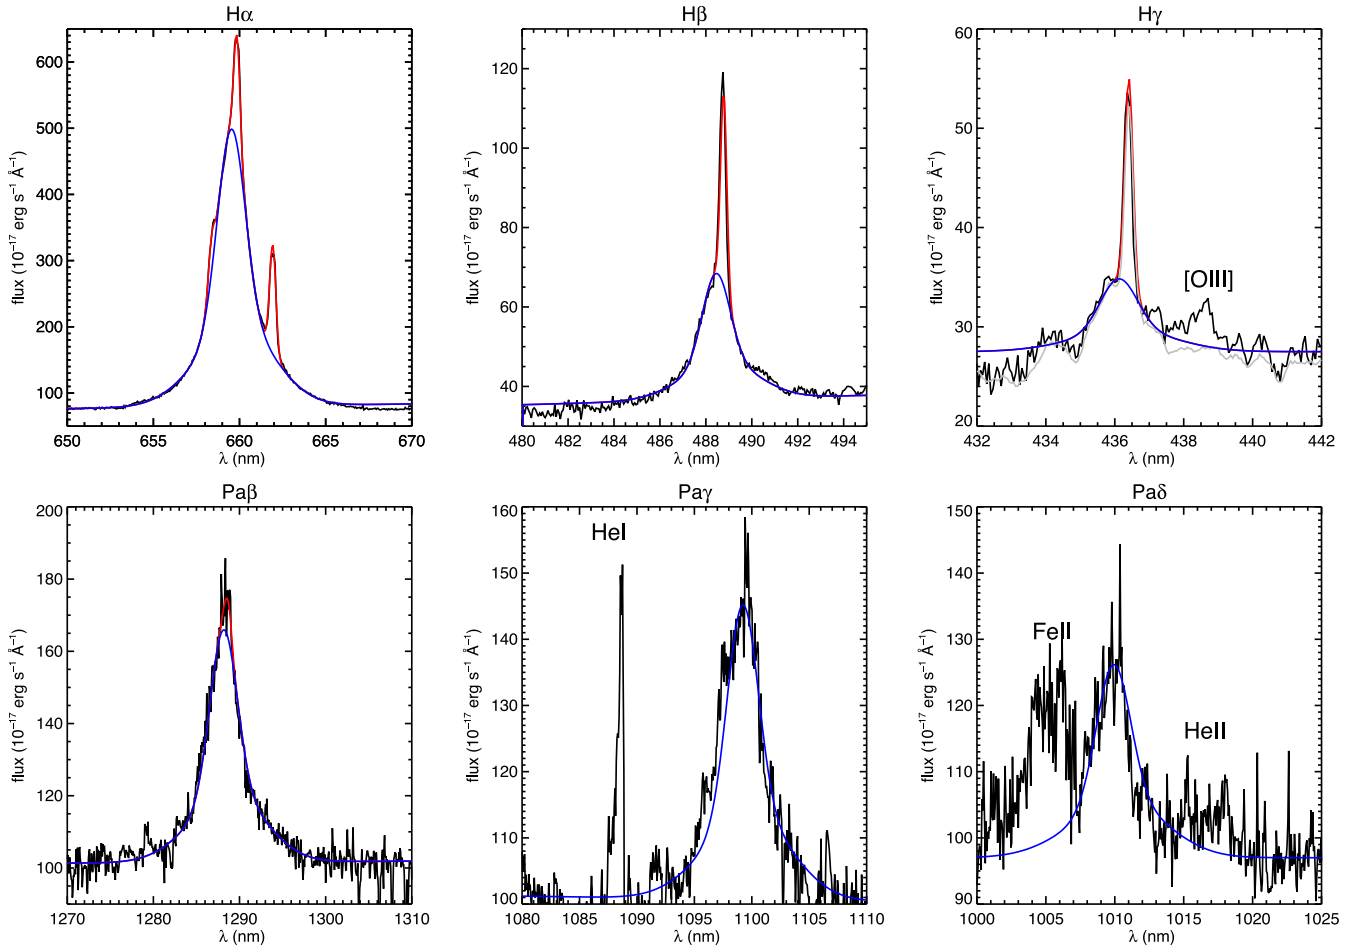 Hα
flux (10⁻¹⁷ erg s⁻¹ Å⁻¹)
600
500
400
300
200
100
650 655 660 665 670
λ (nm)
Hβ
flux (10⁻¹⁷ erg s⁻¹ Å⁻¹)
120
100
80
60
40
480 482 484 486 488 490 492 494
λ (nm)
Hγ
flux (10⁻¹⁷ erg s⁻¹ Å⁻¹)
60
50
40
30
20
[OIII]
432 434 436 438 440 442
λ (nm)
Paβ
flux (10⁻¹⁷ erg s⁻¹ Å⁻¹)
200
180
160
140
120
100
1270 1280 1290 1300 1310
λ (nm)
Paγ
flux (10⁻¹⁷ erg s⁻¹ Å⁻¹)
160
150
140
130
120
110
100
HeI
1080 1085 1090 1095 1100 1105 1110
λ (nm)
Paδ
flux (10⁻¹⁷ erg s⁻¹ Å⁻¹)
150
140
130
120
110
100
90
FeII
HeII
1000 1005 1010 1015 1020 1025
λ (nm)